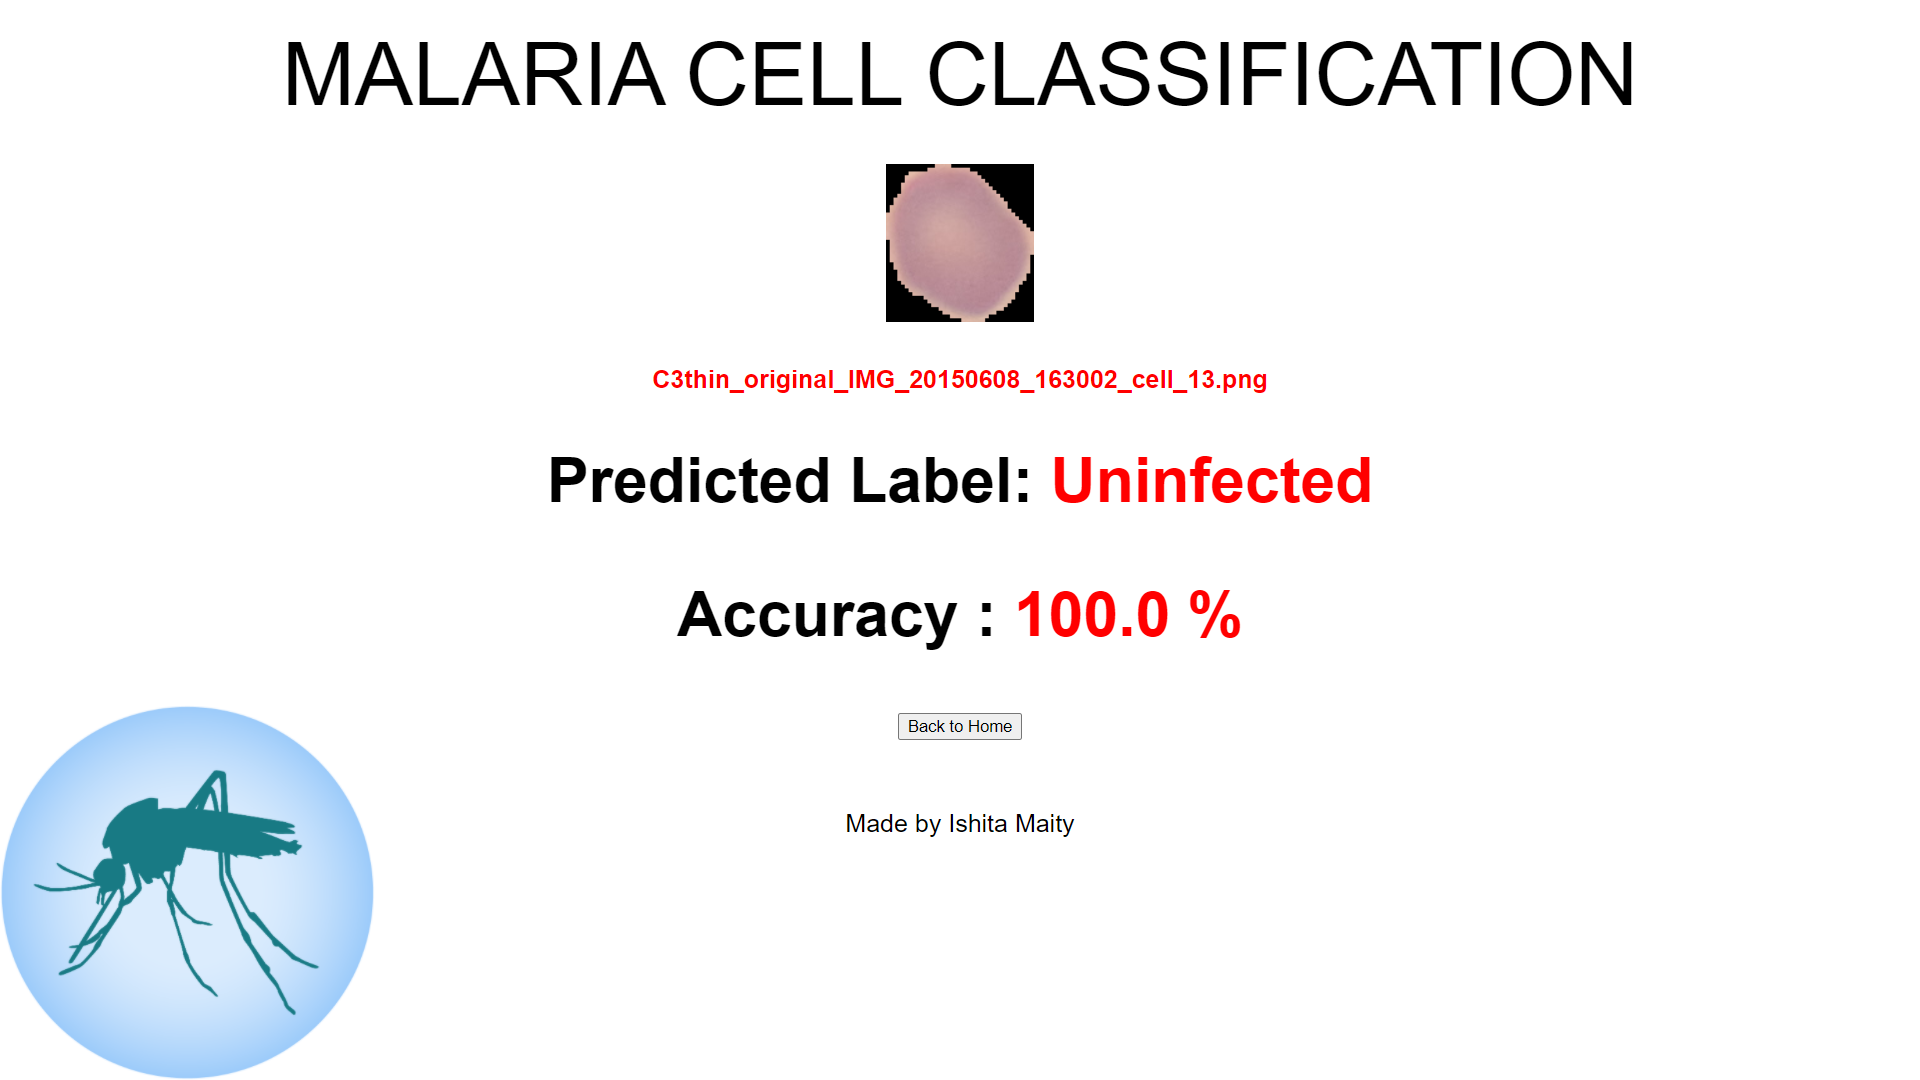 MALARIA CELL CLASSIFICATION
C3thin_original_IMG_20150608_163002_cell_13.png
Predicted Label: Uninfected
Accuracy : 100.0 %
Back to Home
Made by Ishita Maity